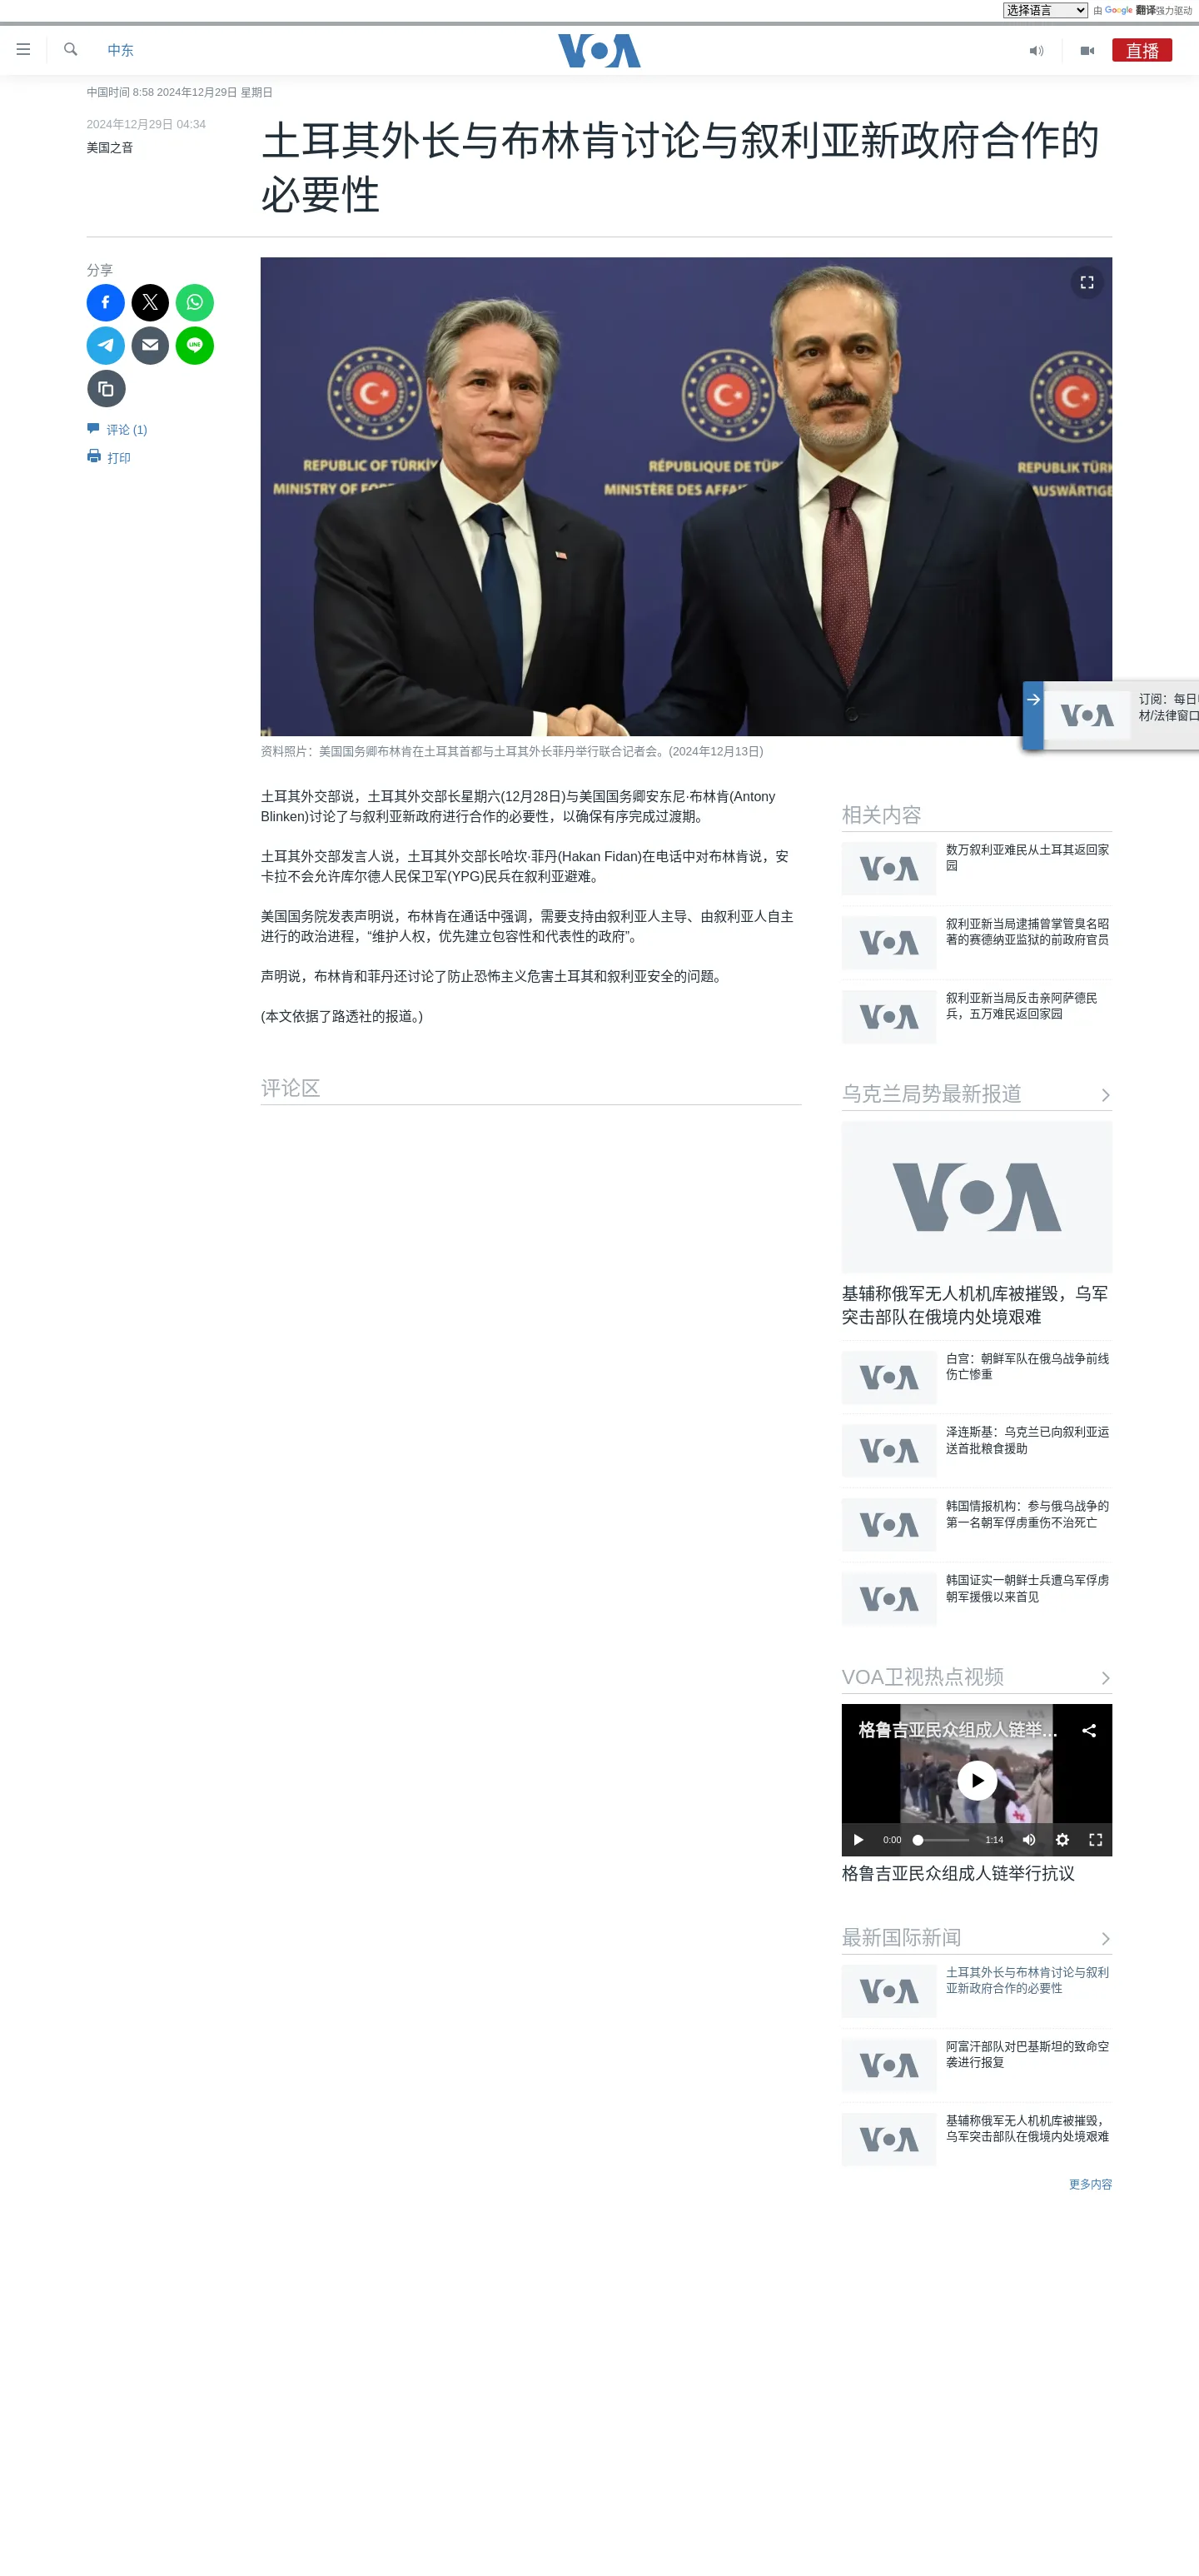 选择语言
由 Google 翻译强力驱动
中东
VOA
直播
中国时间 8:58 2024年12月29日 星期日
2024年12月29日 04:34
美国之音
土耳其外长与布林肯讨论与叙利亚新政府合作的
必要性
分享
评论 (1)
打印
REPUBLIC OF TÜRKİY
MINISTRY OF FOREI
RÉPUBLIQUE DE TÜ
MINISTÈRE DES AFFAI
REPUBLIK TÜRK
AUSWÄRTIGE
资料照片：美国国务卿布林肯在土耳其首都与土耳其外长菲丹举行联合记者会。(2024年12月13日)
VOA
订阅：每日
材/法律窗口
土耳其外交部说，土耳其外交部长星期六(12月28日)与美国国务卿安东尼·布林肯(Antony
Blinken)讨论了与叙利亚新政府进行合作的必要性，以确保有序完成过渡期。
土耳其外交部发言人说，土耳其外交部长哈坎·菲丹(Hakan Fidan)在电话中对布林肯说，安
卡拉不会允许库尔德人民保卫军(YPG)民兵在叙利亚避难。
美国国务院发表声明说，布林肯在通话中强调，需要支持由叙利亚人主导、由叙利亚人自主
进行的政治进程，“维护人权，优先建立包容性和代表性的政府”。
声明说，布林肯和菲丹还讨论了防止恐怖主义危害土耳其和叙利亚安全的问题。
(本文依据了路透社的报道。)
评论区
相关内容
VOA
数万叙利亚难民从土耳其返回家
园
VOA
叙利亚新当局逮捕曾掌管臭名昭
著的赛德纳亚监狱的前政府官员
VOA
叙利亚新当局反击亲阿萨德民
兵，五万难民返回家园
乌克兰局势最新报道
VOA
基辅称俄军无人机机库被摧毁，乌军
突击部队在俄境内处境艰难
VOA
白宫：朝鲜军队在俄乌战争前线
伤亡惨重
VOA
泽连斯基：乌克兰已向叙利亚运
送首批粮食援助
VOA
韩国情报机构：参与俄乌战争的
第一名朝军俘虏重伤不治死亡
VOA
韩国证实一朝鲜士兵遭乌军俘虏
朝军援俄以来首见
VOA卫视热点视频
格鲁吉亚民众组成人链举...
0:00
1:14
格鲁吉亚民众组成人链举行抗议
最新国际新闻
VOA
土耳其外长与布林肯讨论与叙利
亚新政府合作的必要性
VOA
阿富汗部队对巴基斯坦的致命空
袭进行报复
VOA
基辅称俄军无人机机库被摧毁，
乌军突击部队在俄境内处境艰难
更多内容